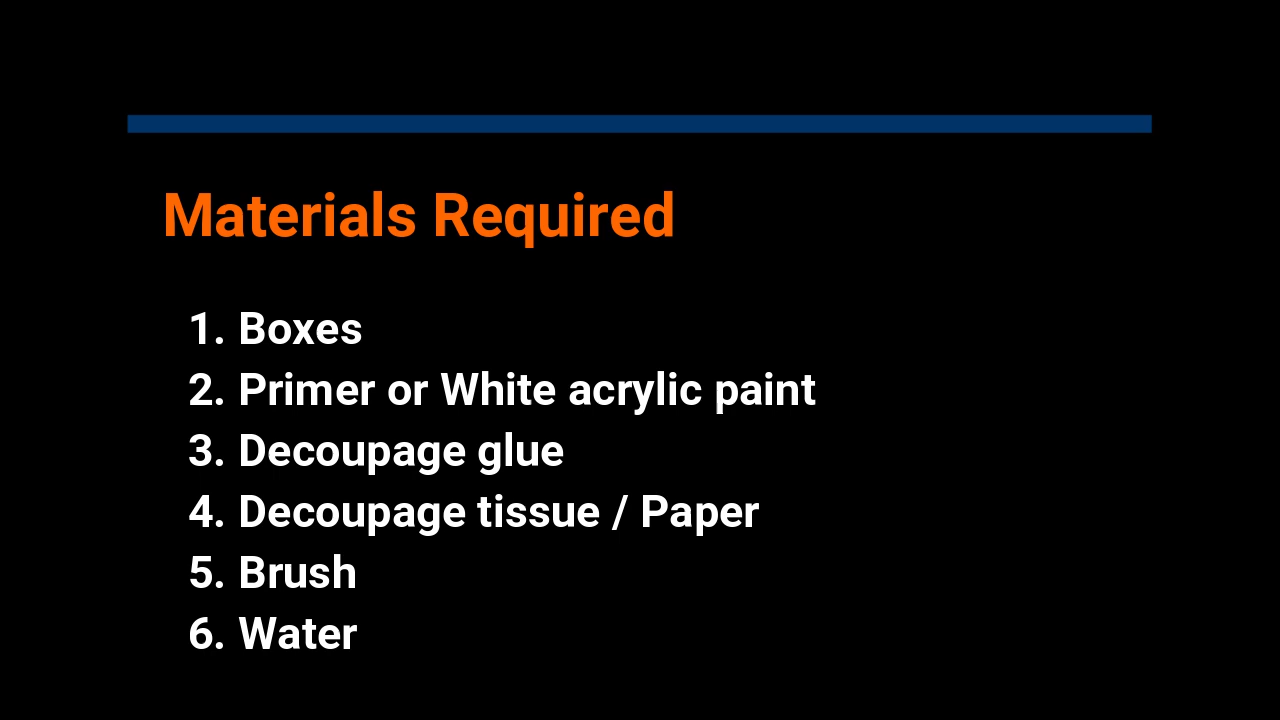 Materials Required
1. Boxes
2. Primer or White acrylic paint
3. Decoupage glue
4. Decoupage tissue / Paper
5. Brush
6. Water